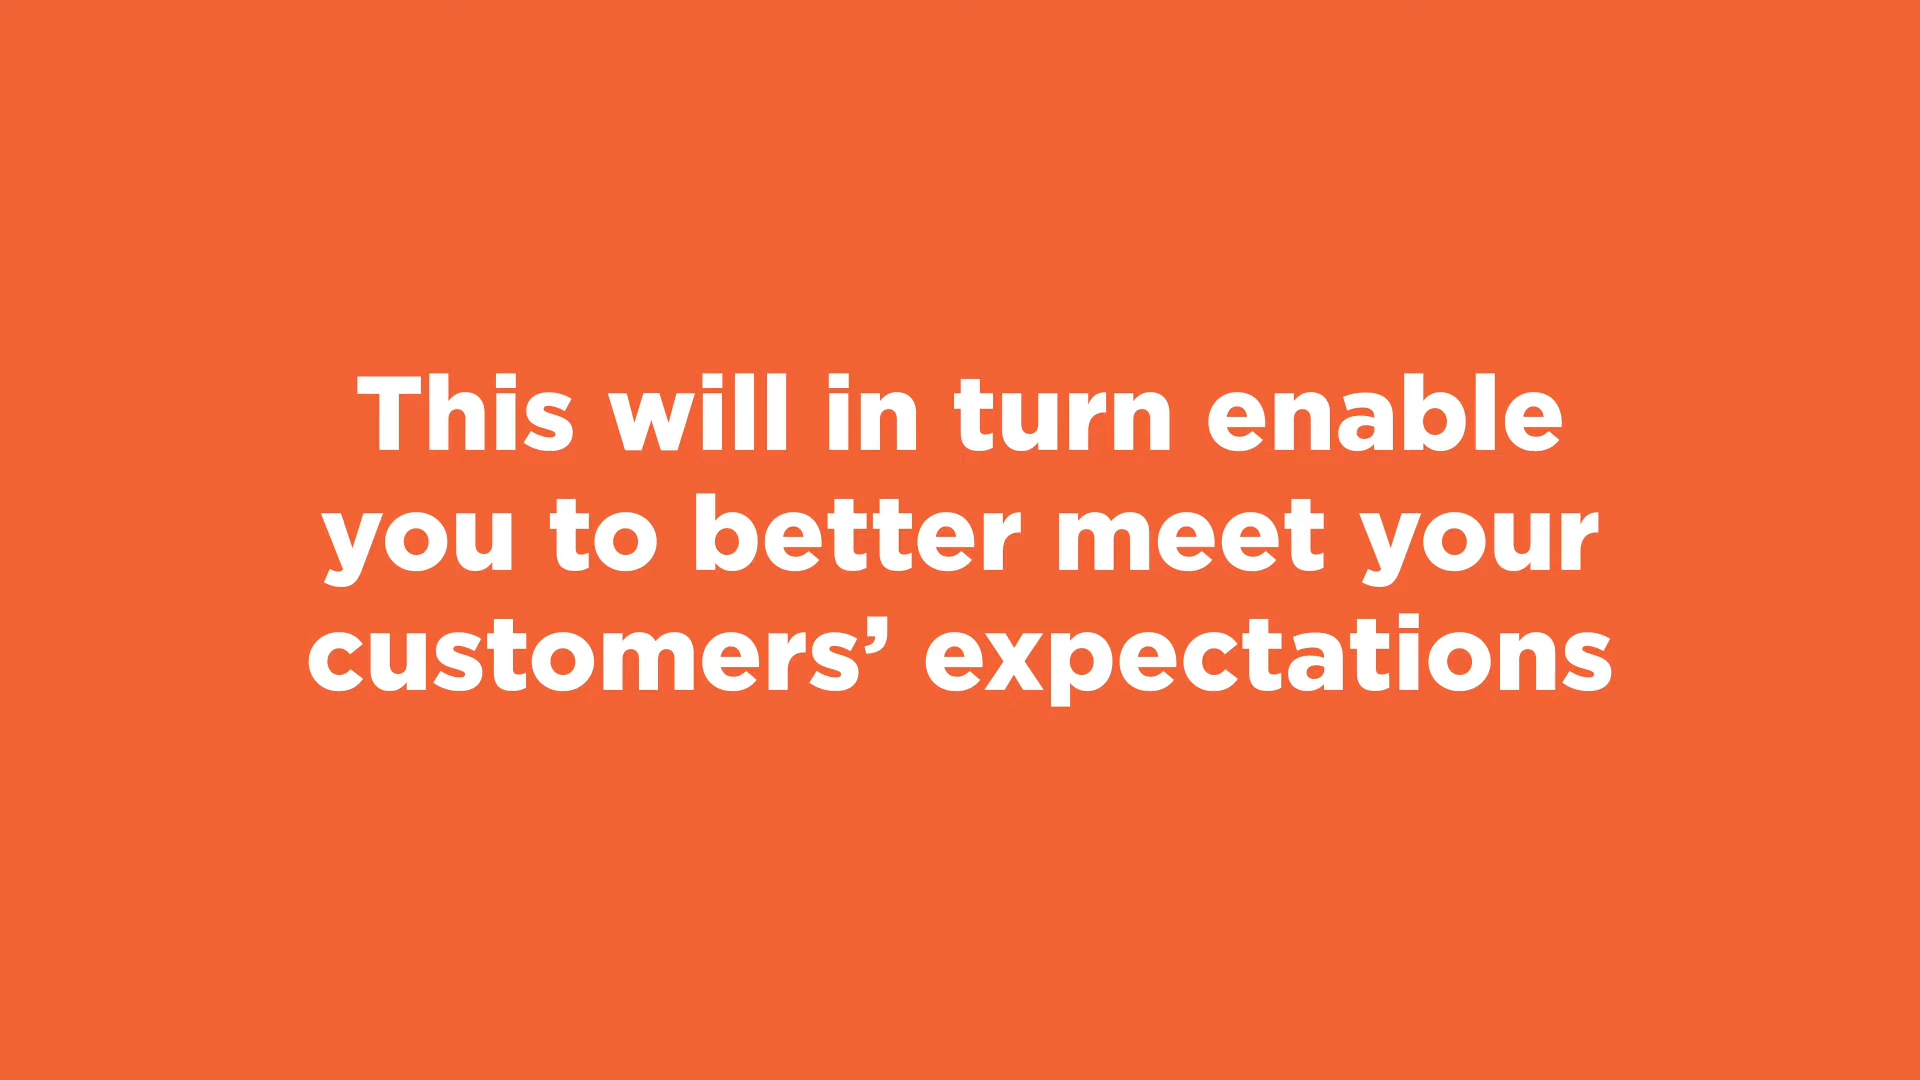 This will in turn enable
you to better meet your
customers’ expectations